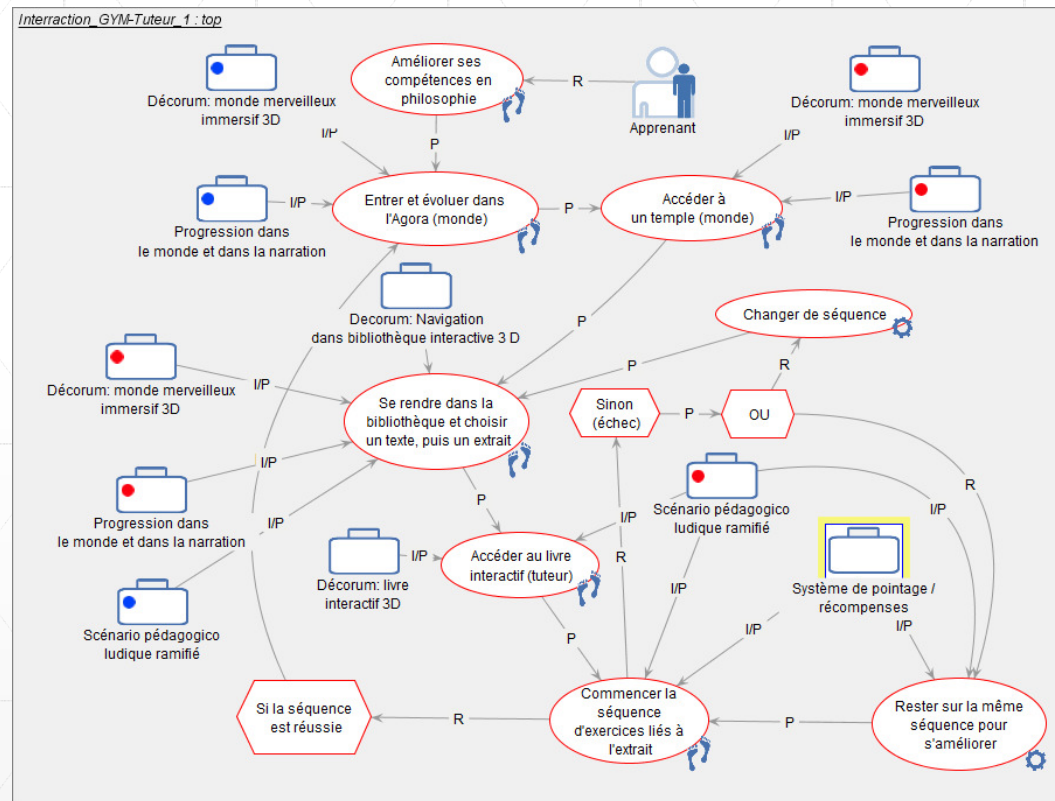 Interraction_GYM-Tuteur_1 : top
Améliorer ses
compétences en
philosophie
R
Apprenant
Décorum: monde merveilleux
immersif 3D
Décorum: monde merveilleux
immersif 3D
I/P
P
I/P
Progression dans
le monde et dans la narration
I/P
Entrer et évoluer dans
l'Agora (monde)
P
Accéder à
un temple (monde)
I/P
Progression dans
le monde et dans la narration
Decorum: Navigation
dans bibliothèque interactive 3 D
P
Changer de séquence
Décorum: monde merveilleux
immersif 3D
I/P
P
R
Se rendre dans la
bibliothèque et choisir
un texte, puis un extrait
Sinon
(échec)
P
OU
Progression dans
le monde et dans la narration
I/P
P
Scénario pédagogico
ludique ramifié
R
I/P
I/P
I/P
Décorum: livre
interactif 3D
I/P
Accéder au livre
interactif (tuteur)
R
I/P
Système de pointage /
récompenses
Scénario pédagogico
ludique ramifié
P
I/P
I/P
Si la séquence
est réussie
R
Commencer la
séquence
d'exercices liés à
l'extrait
P
Rester sur la même
séquence pour
s'améliorer